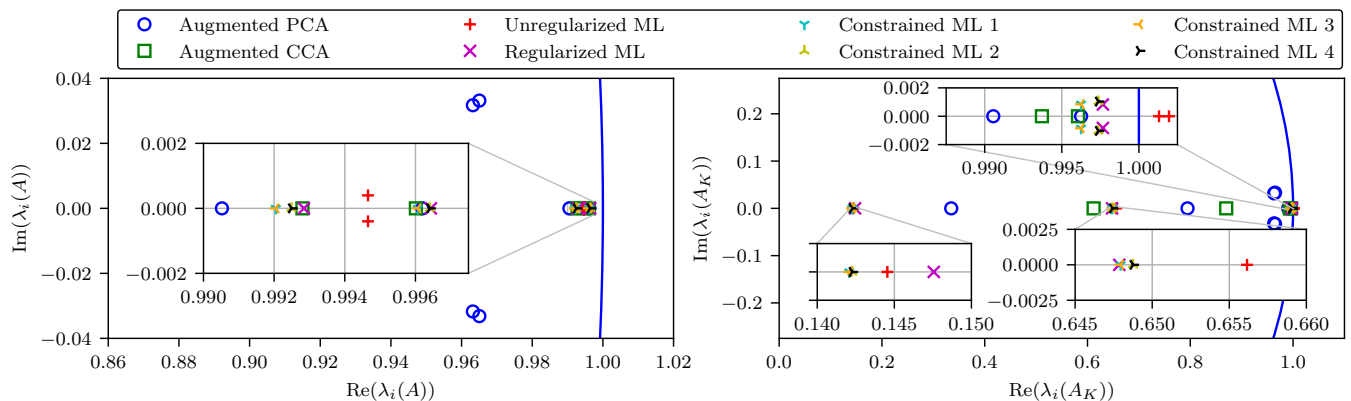 Augmented PCA Unregularized ML Constrained ML 1 Constrained ML 3
Augmented CCA Regularized ML Constrained ML 2 Constrained ML 4
0.04
0.02
0.00
−0.02
−0.04
Im(λᵢ(A))
0.002
0.000
−0.002
0.990 0.992 0.994 0.996
0.86 0.88 0.90 0.92 0.94 0.96 0.98 1.00 1.02
Re(λᵢ(A))
0.2
0.1
0.0
−0.1
−0.2
Im(λᵢ(A_K))
0.002
0.000
−0.002
0.990 0.995 1.000
0.140 0.145 0.150
0.0025
0.0000
−0.0025
0.645 0.650 0.655 0.660
0.0 0.2 0.4 0.6 0.8 1.0
Re(λᵢ(A_K))